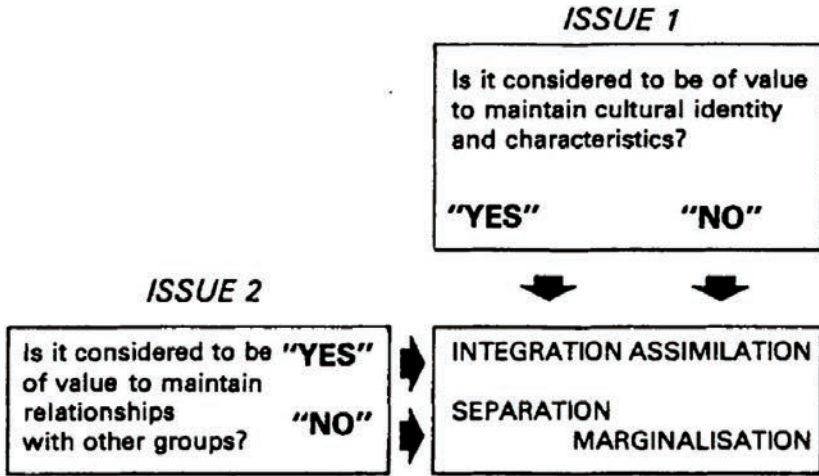 ISSUE 1
Is it considered to be of value
to maintain cultural identity
and characteristics?
"YES" "NO"
ISSUE 2
Is it considered to be "YES"
of value to maintain
relationships
"NO"
with other groups?
INTEGRATION ASSIMILATION
SEPARATION
MARGINALISATION